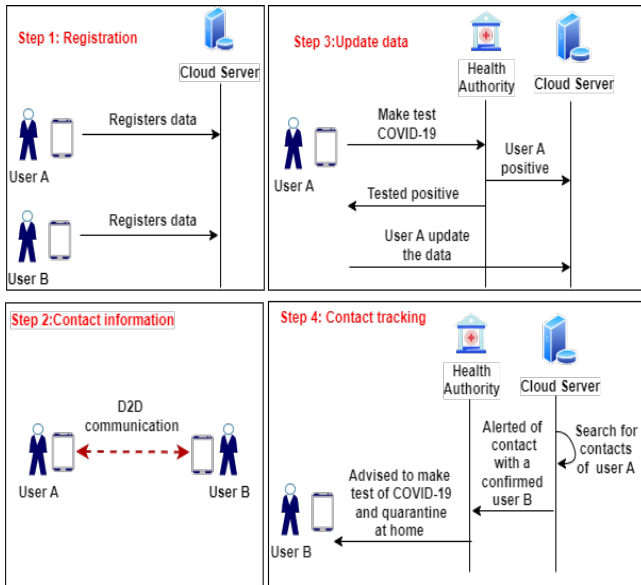 Step 1: Registration
Cloud Server
Registers data
User A
Registers data
User B
Step 3:Update data
Health
Authority
Cloud Server
Make test
COVID-19
User A
User A
positive
Tested positive
User A update
the data
Step 2:Contact information
D2D
communication
User A
User B
Step 4: Contact tracking
Health
Authority
Cloud Server
Search for
contacts
of user A
Alerted of
contact
with a
confirmed
user B
Advised to make
test of COVID-19
and quarantine
at home
User B